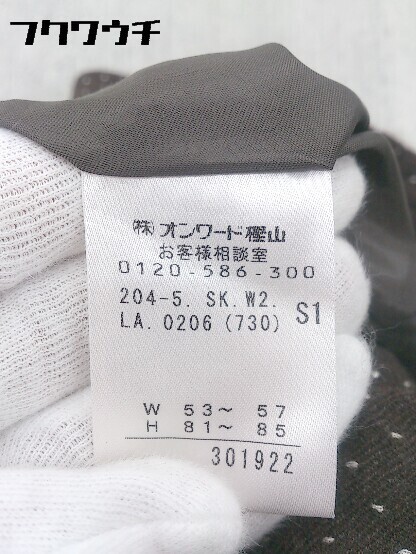 フクワウチ
㈱オンワード樫山
お客様相談室
0120-586-300
204-5. SK. W2.
LA. 0206 (730) S1
W 53～ 57
H 81～ 85
301922